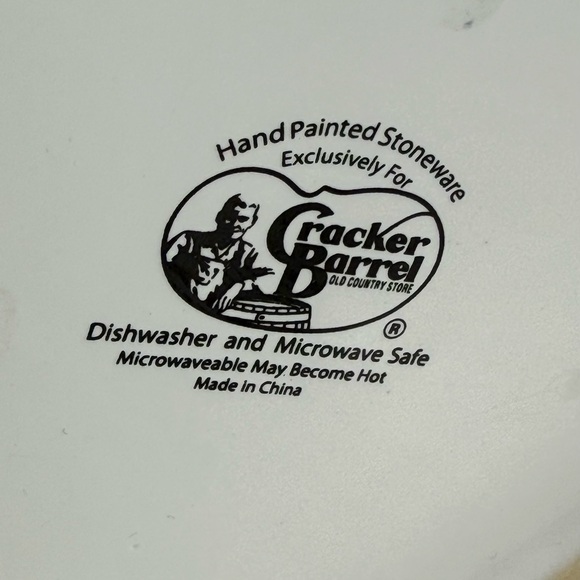 Hand Painted Stoneware
Exclusively For
Cracker
Barrel
OLD COUNTRY STORE
®
Dishwasher and Microwave Safe
Microwaveable May Become Hot
Made in China